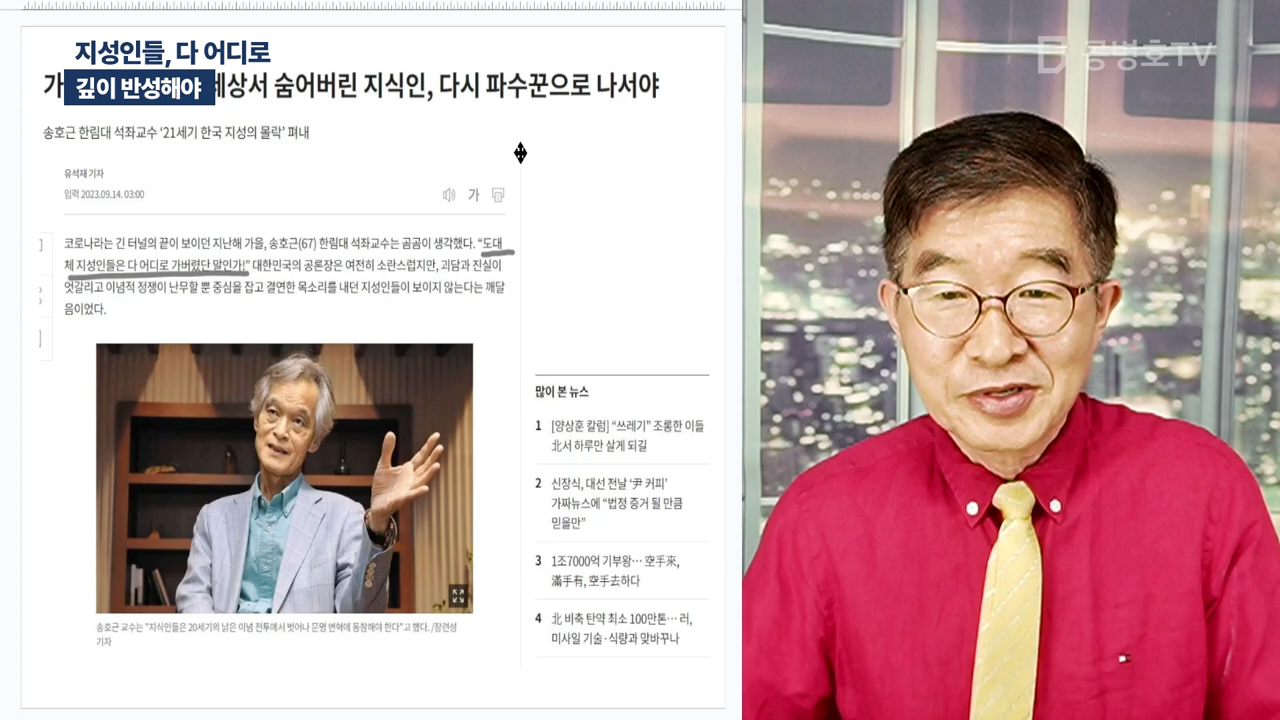 지성인들, 다 어디로
깊이 반성해야
공병호TV
가 세상서 숨어버린 지식인, 다시 파수꾼으로 나서야
송호근 한림대 석좌교수 ‘21세기 한국 지성의 몰락’ 펴내
유석재 기자
입력 2023.09.14. 03:00
가
코로나라는 긴 터널의 끝이 보이던 지난해 가을, 송호근(67) 한림대 석좌교수는 곰곰이 생각했다. “도대
체 지성인들은 다 어디로 가버렸단 말인가!” 대한민국의 공론장은 여전히 소란스럽지만, 괴담과 진실이
엇갈리고 이념적 정쟁이 난무할 뿐 중심을 잡고 결연한 목소리를 내던 지성인들이 보이지 않는다는 깨달
음이었다.
송호근 교수는 "지식인들은 20세기의 낡은 이념 전투에서 벗어나 문명 변혁에 동참해야 한다"고 했다. /장련성
기자
많이 본 뉴스
1 [양상훈 칼럼] “쓰레기” 조롱한 이들
北서 하루만 살게 되길
2 신장식, 대선 전날 ‘尹 커피’
가짜뉴스에 “법정 증거 될 만큼
믿을만”
3 1조7000억 기부왕… 空手來,
滿手有, 空手去하다
4 北 비축 탄약 최소 100만톤… 러,
미사일 기술·식량과 맞바꾸나